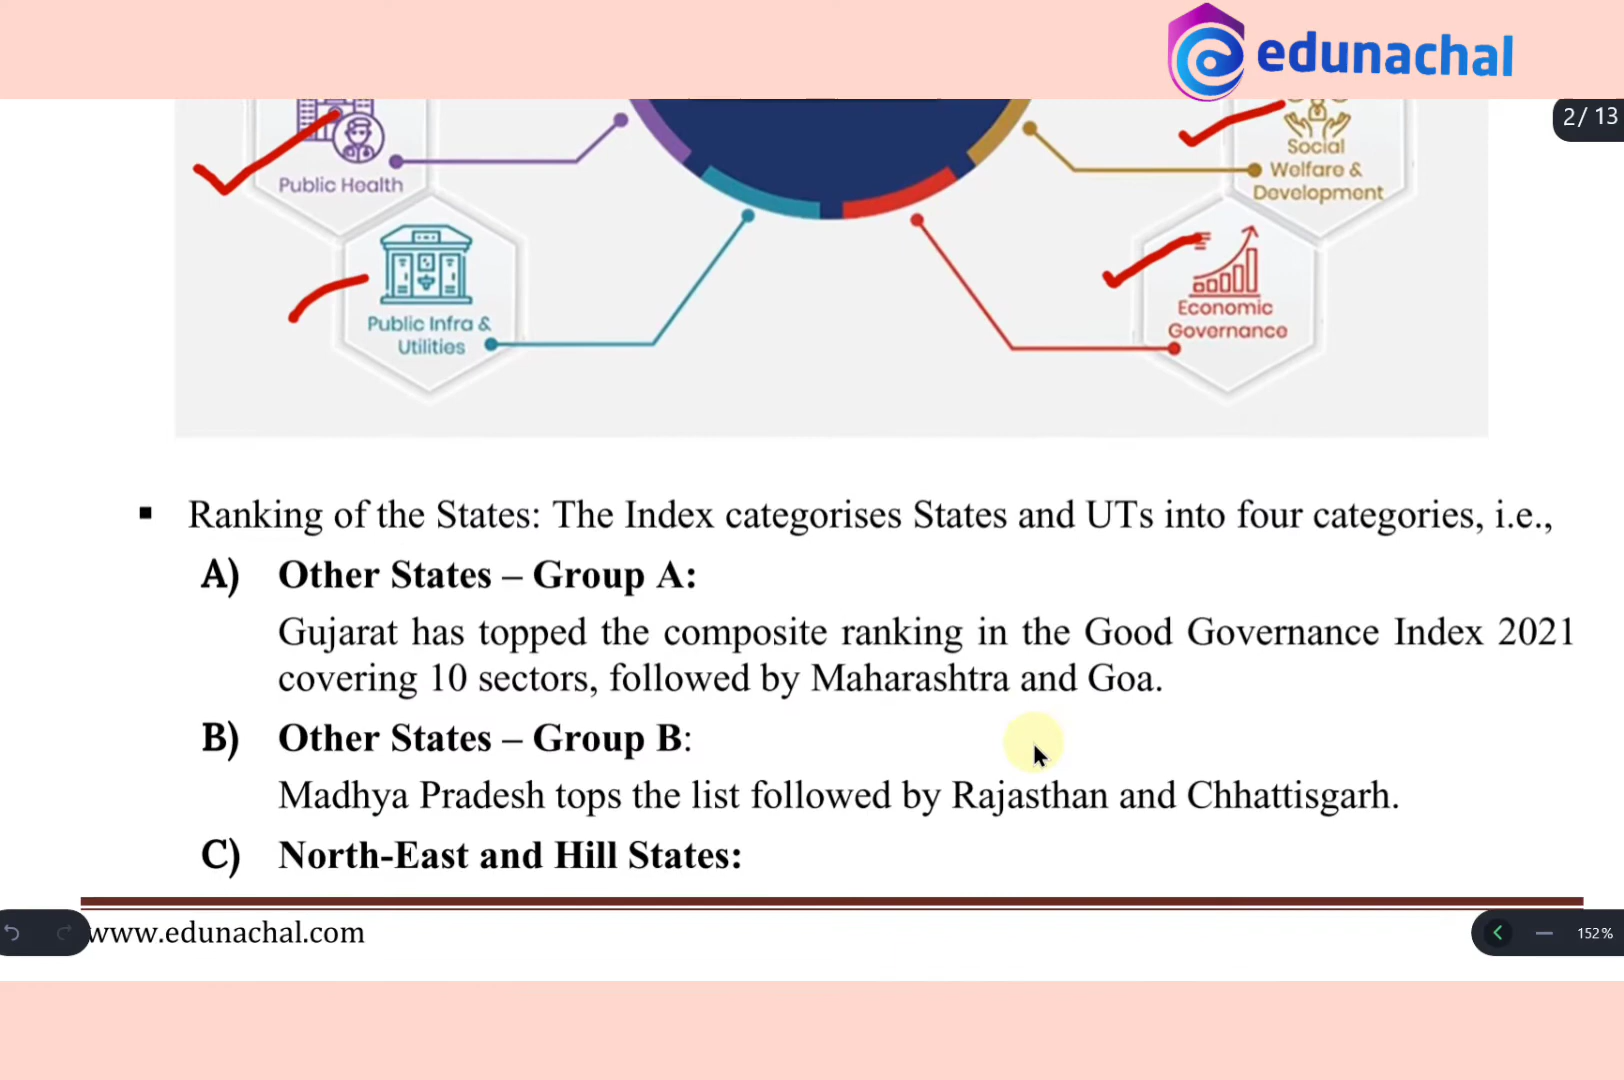 edunachal
2/ 13
Public Health
Social
Welfare &
Development
Public Infra &
Utilities
Economic
Governance
▪ Ranking of the States: The Index categorises States and UTs into four categories, i.e.,
A) Other States – Group A:
Gujarat has topped the composite ranking in the Good Governance Index 2021
covering 10 sectors, followed by Maharashtra and Goa.
B) Other States – Group B:
Madhya Pradesh tops the list followed by Rajasthan and Chhattisgarh.
C) North-East and Hill States:
www.edunachal.com
152%